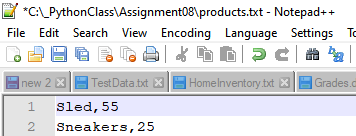 *C:\_PythonClass\Assignment08\products.txt - Notepad++
File Edit Search View Encoding Language Settings To
new 2 TestData.txt HomeInventory.txt Grades.
1 Sled,55
2 Sneakers,25